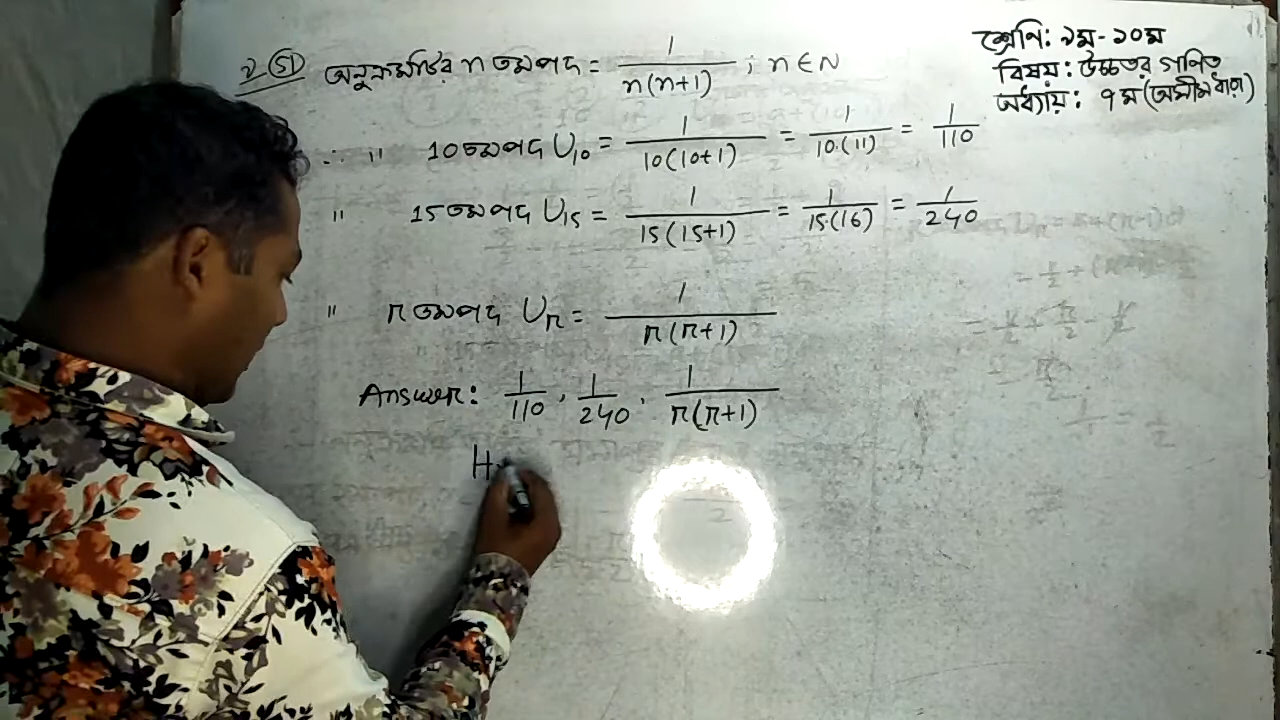 শ্রেণি: ৯ম-১০ম
বিষয়: উচ্চতর গণিত
অধ্যায়: ৭ম (অসীম ধারা)
অনুক্রমটির n তমপদ = 1/n(n+1) ; n∈N
∴ " 10 তমপদ U₁₀ = 1/10(10+1) = 1/10·(11) = 1/110
" 15 তমপদ U₁₅ = 1/15(15+1) = 1/15·(16) = 1/240
" r তমপদ Uᵣ = 1/r(r+1)
Answer: 1/110, 1/240, 1/r(r+1)
H